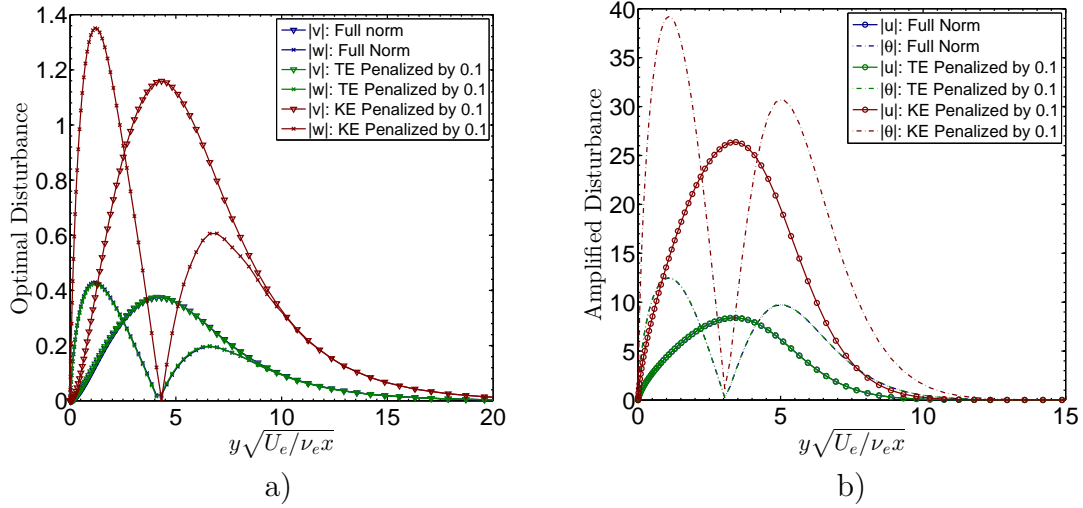 1.4
1.2
1
0.8
0.6
0.4
0.2
0
0
5
10
15
20
Optimal Disturbance
|v|: Full norm
|w|: Full Norm
|v|: TE Penalized by 0.1
|w|: TE Penalized by 0.1
|v|: KE Penalized by 0.1
|w|: KE Penalized by 0.1
y√U_e/ν_e x
a)
40
35
30
25
20
15
10
5
0
0
5
10
15
Amplified Disturbance
|u|: Full Norm
|θ|: Full Norm
|u|: TE Penalized by 0.1
|θ|: TE Penalized by 0.1
|u|: KE Penalized by 0.1
|θ|: KE Penalized by 0.1
y√U_e/ν_e x
b)